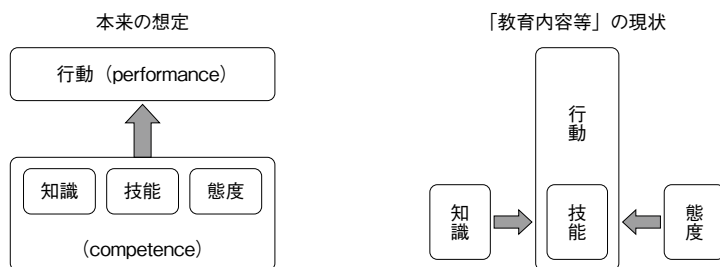 本来の想定
行動（performance）
知識
技能
態度
（competence）
「教育内容等」の現状
行動
知識
技能
態度